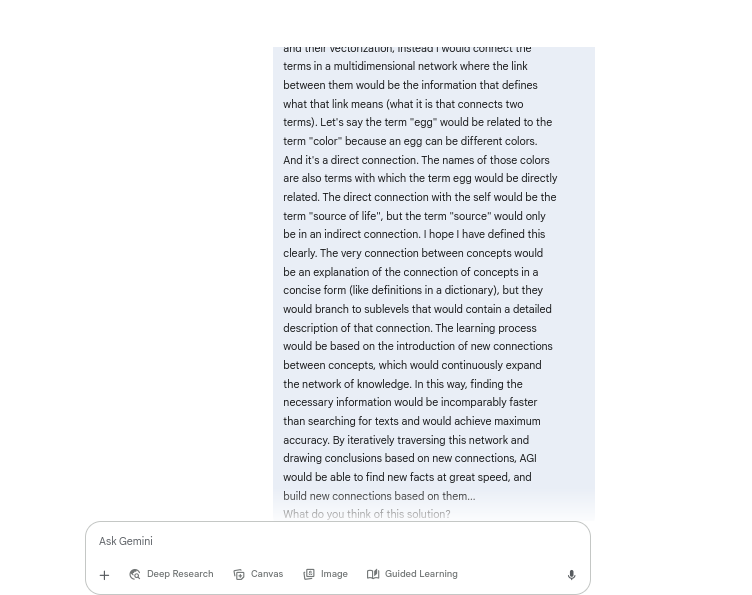 and their vectorization, instead I would connect the
terms in a multidimensional network where the link
between them would be the information that defines
what that link means (what it is that connects two
terms). Let's say the term "egg" would be related to the
term "color" because an egg can be different colors.
And it's a direct connection. The names of those colors
are also terms with which the term egg would be directly
related. The direct connection with the self would be the
term "source of life", but the term "source" would only
be in an indirect connection. I hope I have defined this
clearly. The very connection between concepts would
be an explanation of the connection of concepts in a
concise form (like definitions in a dictionary), but they
would branch to sublevels that would contain a detailed
description of that connection. The learning process
would be based on the introduction of new connections
between concepts, which would continuously expand
the network of knowledge. In this way, finding the
necessary information would be incomparably faster
than searching for texts and would achieve maximum
accuracy. By iteratively traversing this network and
drawing conclusions based on new connections, AGI
would be able to find new facts at great speed, and
build new connections based on them...
What do you think of this solution?
Ask Gemini
Deep Research
Canvas
Image
Guided Learning